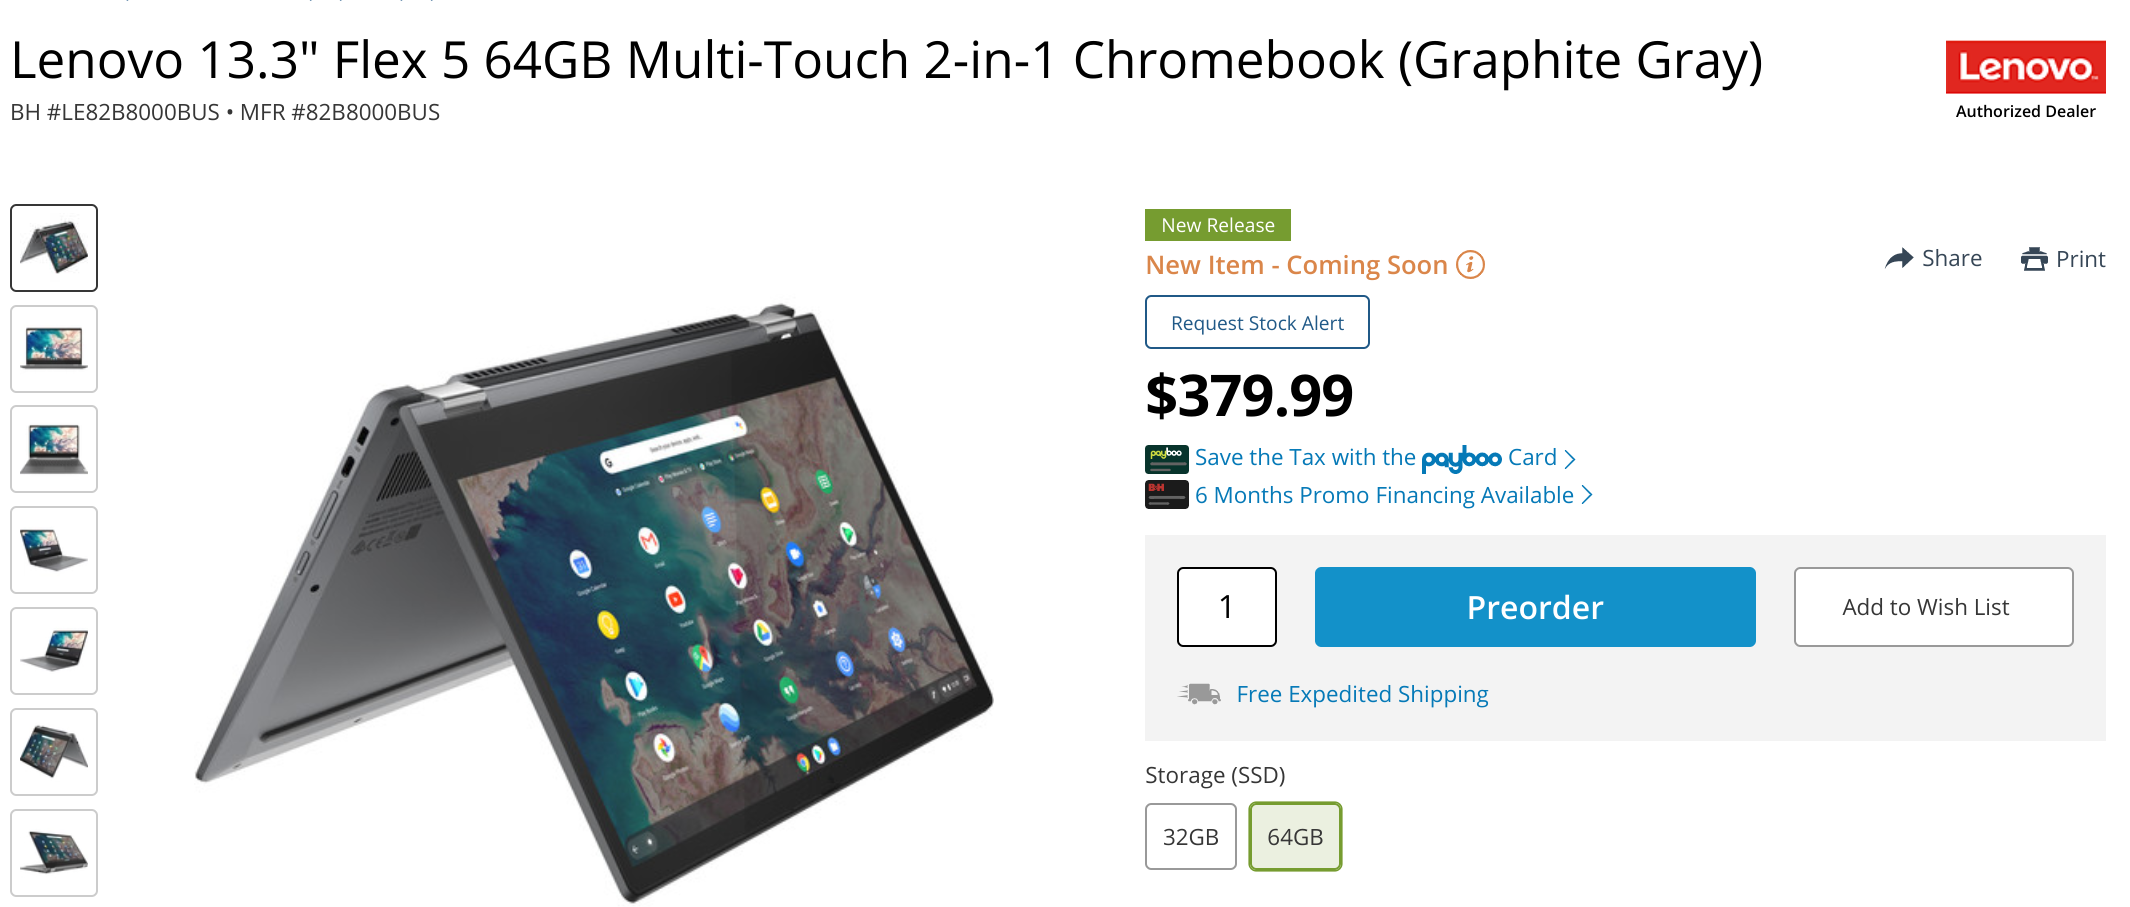 Lenovo 13.3" Flex 5 64GB Multi-Touch 2-in-1 Chromebook (Graphite Gray)
BH #LE82B8000BUS • MFR #82B8000BUS
Lenovo
Authorized Dealer
New Release
New Item - Coming Soon
Share
Print
Request Stock Alert
$379.99
payboo
Save the Tax with the payboo Card
B&H
6 Months Promo Financing Available
1
Preorder
Add to Wish List
Free Expedited Shipping
Storage (SSD)
32GB
64GB